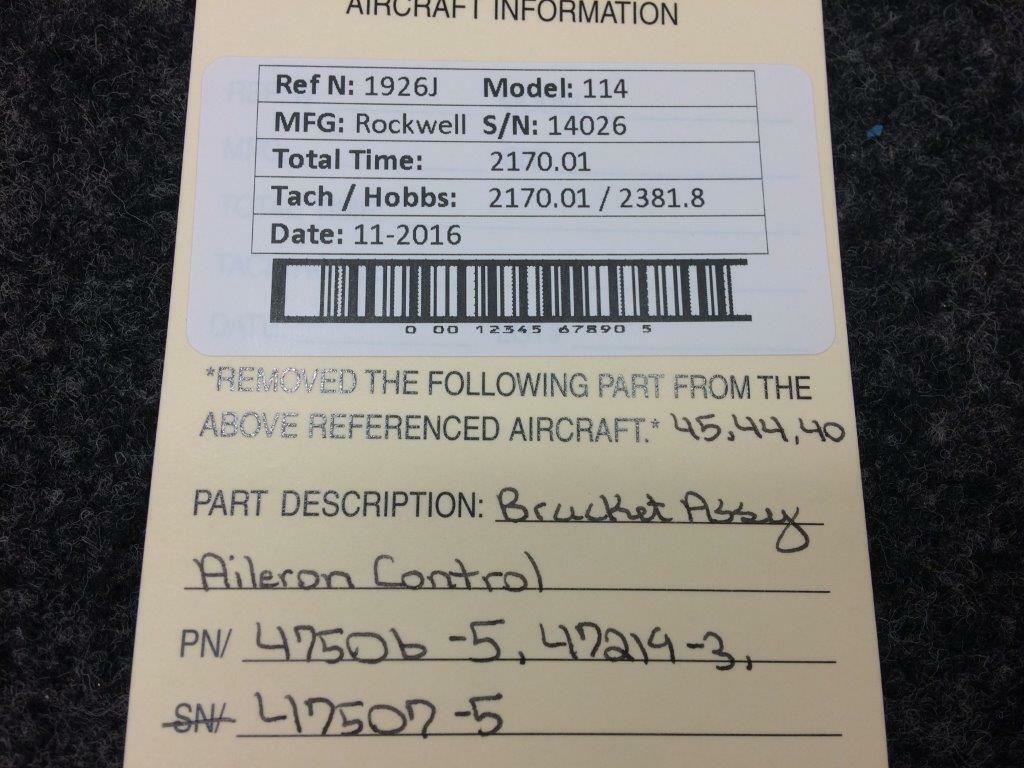 AIRCRAFT INFORMATION
Ref N: 1926J Model: 114
MFG: Rockwell S/N: 14026
Total Time: 2170.01
Tach / Hobbs: 2170.01 / 2381.8
Date: 11-2016
0 00 12345 67890 5
*REMOVED THE FOLLOWING PART FROM THE
ABOVE REFERENCED AIRCRAFT.* 45,44,40
PART DESCRIPTION: Bracket Assy
Aileron Control
PN/ 47506-5, 47219-3,
SN/ 47507-5